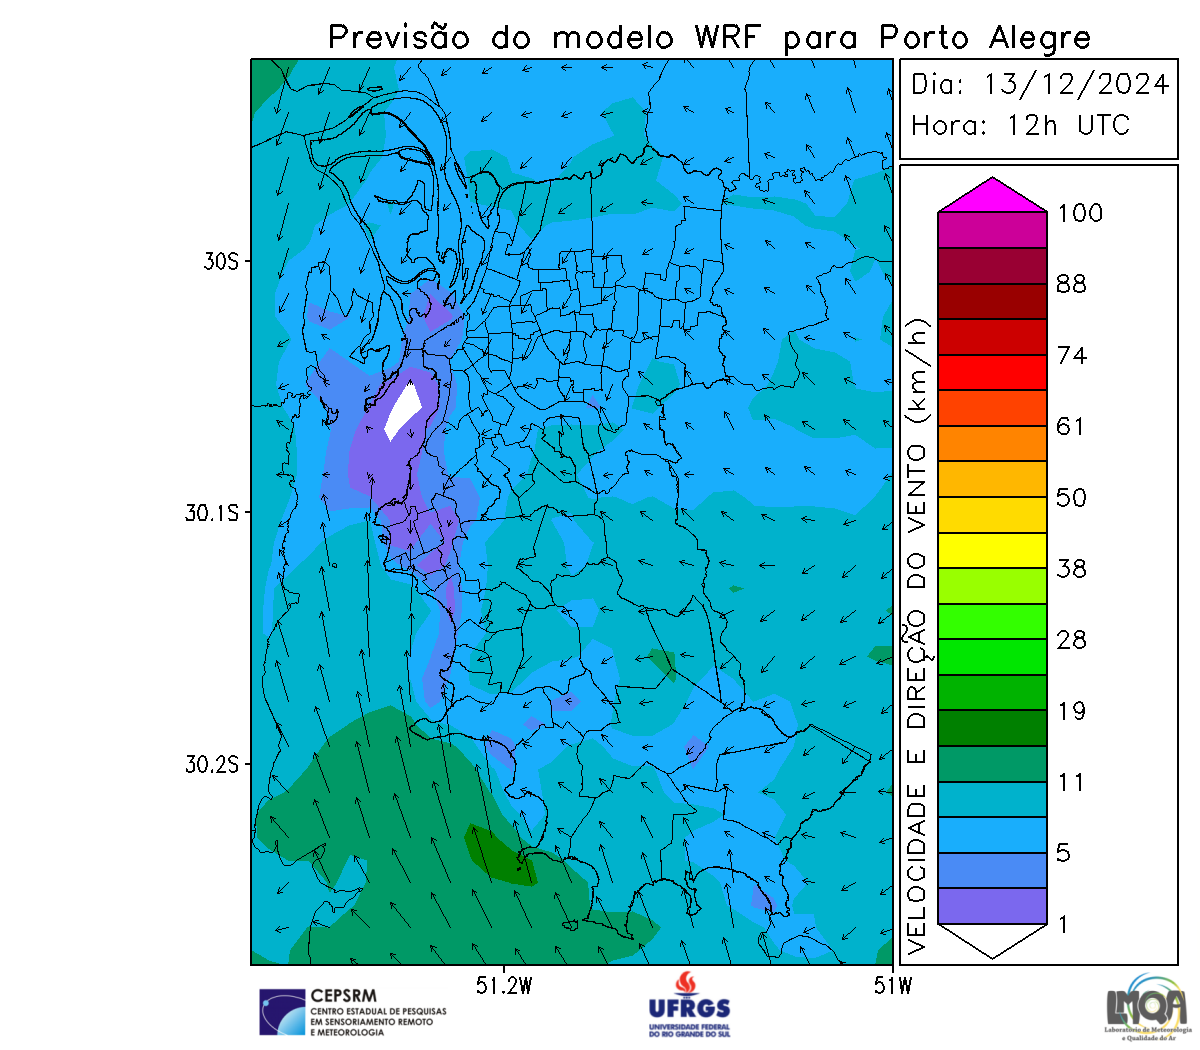 Previsão do modelo WRF para Porto Alegre
Dia: 13/12/2024
Hora: 12h UTC
VELOCIDADE E DIREÇÃO DO VENTO (km/h)
100
88
74
61
50
38
28
19
11
5
1
30S
30.1S
30.2S
51.2W
51W
CEPSRM
CENTRO ESTADUAL DE PESQUISAS
EM SENSORIAMENTO REMOTO
E METEOROLOGIA
UFRGS
UNIVERSIDADE FEDERAL
DO RIO GRANDE DO SUL
LMQA
Laboratório de Meteorologia
e Qualidade do Ar